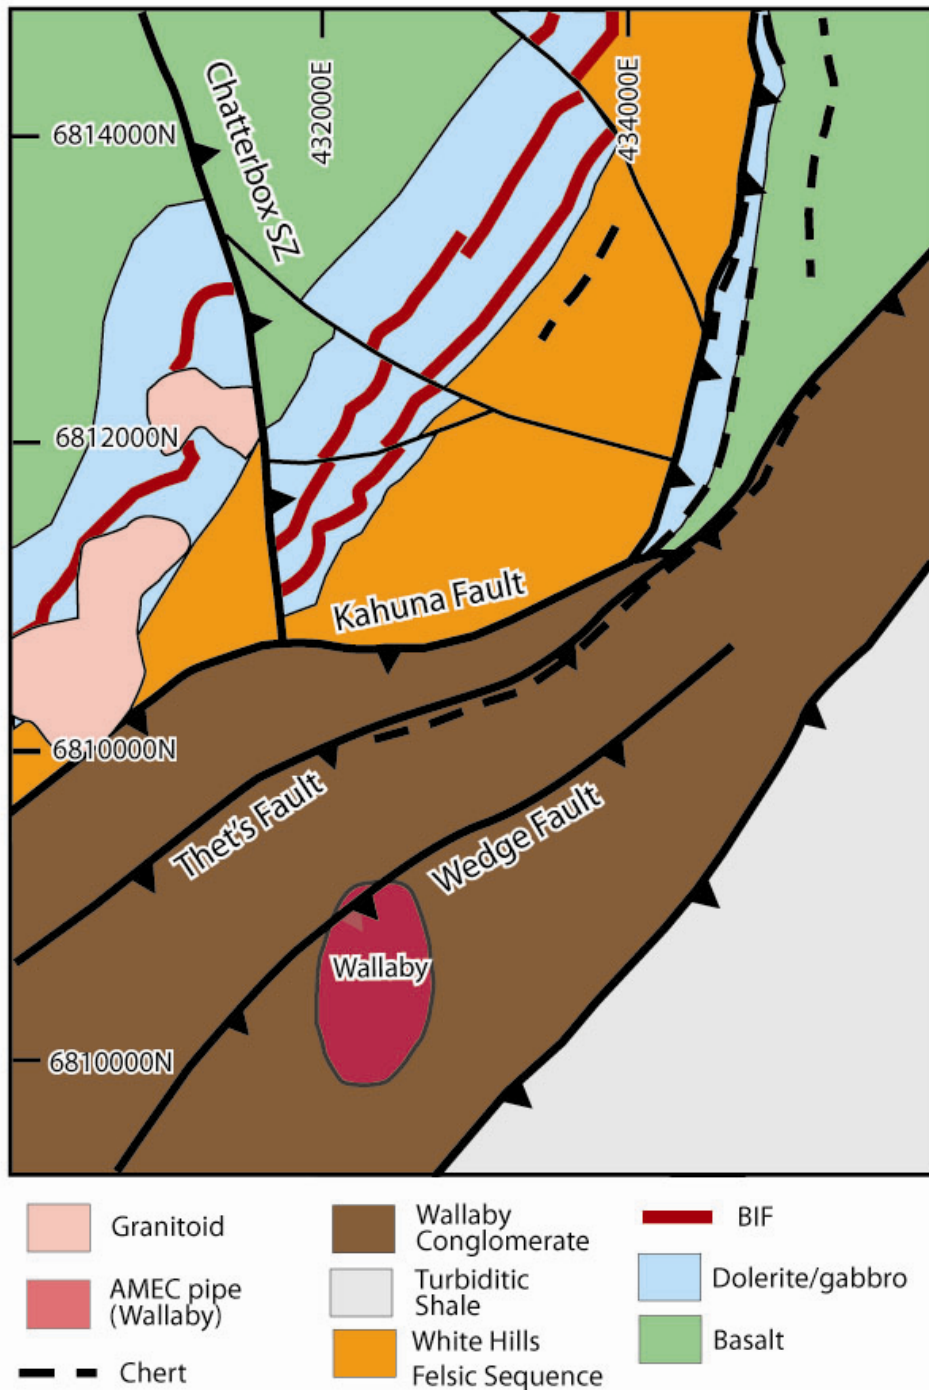 432000E
434000E
6814000N
Chatterbox SZ
6812000N
Kahuna Fault
6810000N
Thet's Fault
Wedge Fault
Wallaby
6810000N
Granitoid
AMEC pipe
(Wallaby)
Chert
Wallaby
Conglomerate
Turbiditic
Shale
White Hills
Felsic Sequence
BIF
Dolerite/gabbro
Basalt